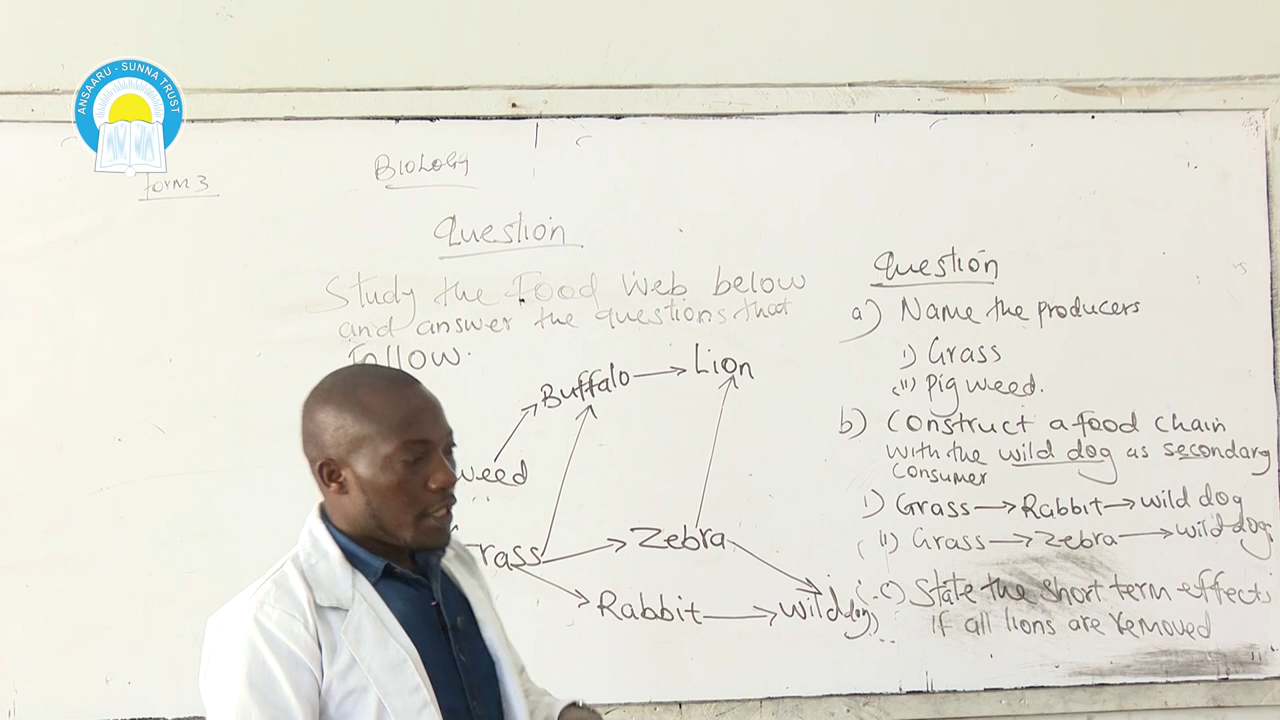 ANSAARU - SUNNA TRUST
form 3
BIOLOGY
Question
Study the Food Web below
and answer the questions that
Follow.
Buffalo → Lion
weed
Grass
Zebra
Rabbit → Wild dog
Question
a) Name the producers
i) Grass
(ii) pig weed.
b) Construct a food chain
with the wild dog as secondary
consumer
i) Grass → Rabbit → wild dog
(ii) Grass → Zebra → wild dog
c) State the short term effects
if all lions are removed